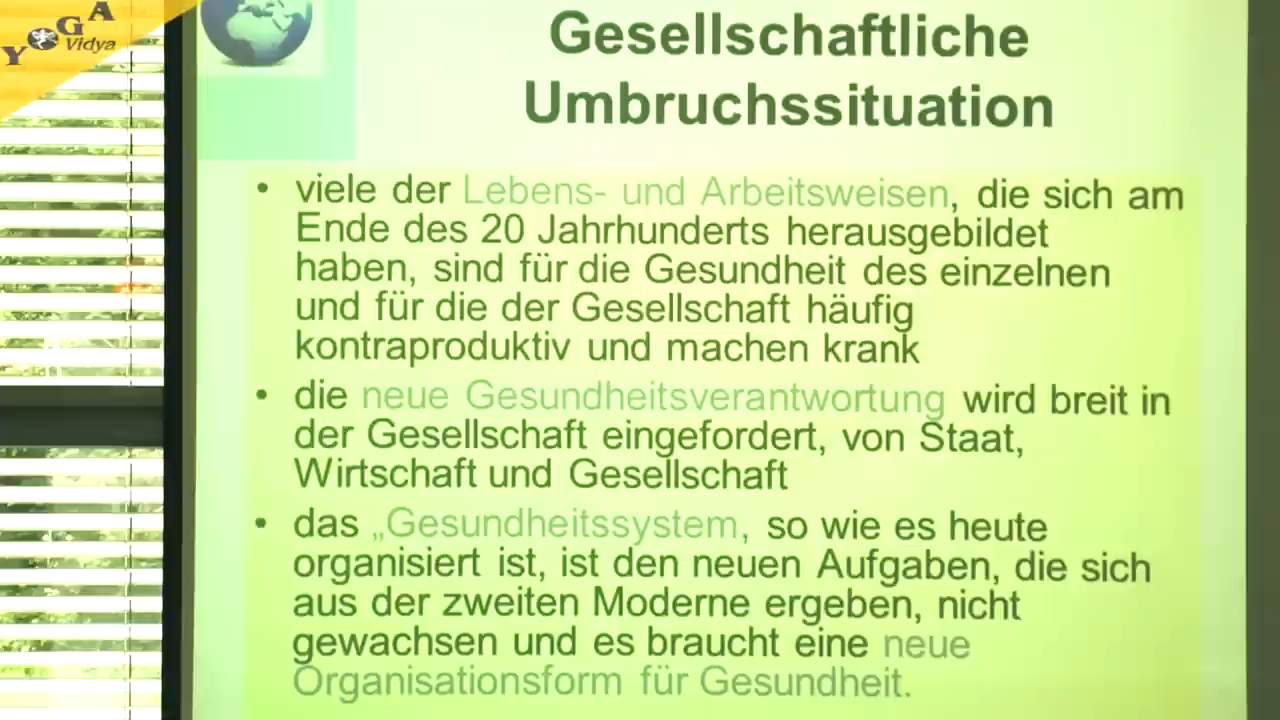 YOGA
Vidya
Gesellschaftliche
Umbruchssituation
• viele der Lebens- und Arbeitsweisen, die sich am
Ende des 20 Jahrhunderts herausgebildet
haben, sind für die Gesundheit des einzelnen
und für die der Gesellschaft häufig
kontraproduktiv und machen krank
• die neue Gesundheitsverantwortung wird breit in
der Gesellschaft eingefordert, von Staat,
Wirtschaft und Gesellschaft
• das „Gesundheitssystem, so wie es heute
organisiert ist, ist den neuen Aufgaben, die sich
aus der zweiten Moderne ergeben, nicht
gewachsen und es braucht eine neue
Organisationsform für Gesundheit.